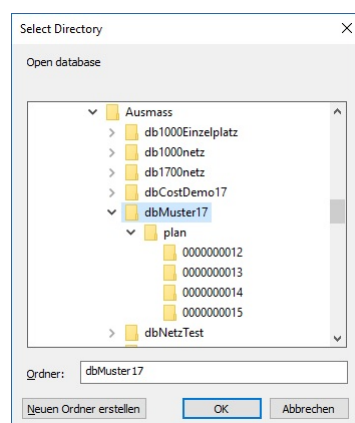 Select Directory
Open database
Ausmass
db1000Einzelplatz
db1000netz
db1700netz
dbCostDemo17
dbMuster17
plan
0000000012
0000000013
0000000014
0000000015
dbNetzTest
Ordner: dbMuster17
Neuen Ordner erstellen OK Abbrechen